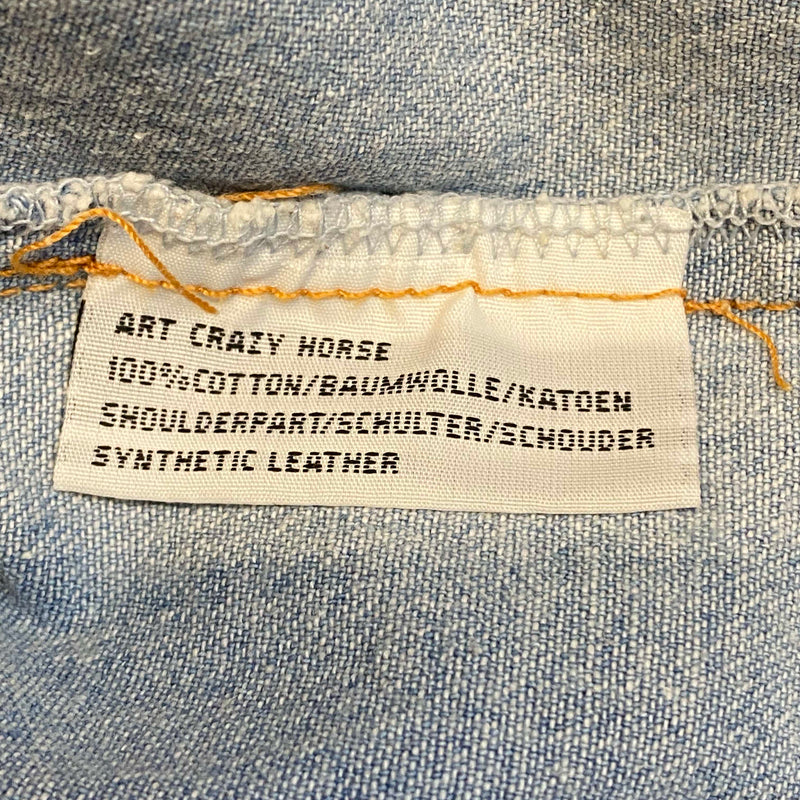 ART CRAZY HORSE
100%COTTON/BAUMWOLLE/KATOEN
SHOULDERPART/SCHULTER/SCHOUDER
SYNTHETIC LEATHER